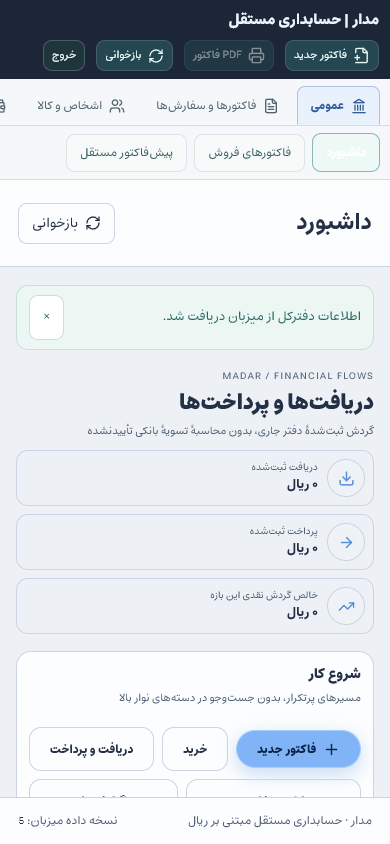 مدار | حسابداری مستقل
فاکتور جدید
PDF فاکتور
بازخوانی
خروج
عمومی
فاکتورها و سفارش‌ها
اشخاص و کالا
داشبورد
فاکتورهای فروش
پیش‌فاکتور مستقل
داشبورد
بازخوانی
اطلاعات دفترکل از میزبان دریافت شد.
×
MADAR / FINANCIAL FLOWS
دریافت‌ها و پرداخت‌ها
گردش ثبت‌شدهٔ دفتر جاری، بدون محاسبهٔ تسویهٔ بانکی تأییدنشده
دریافت ثبت‌شده
۰ ریال
پرداخت ثبت‌شده
۰ ریال
خالص گردش نقدی این بازه
۰ ریال
شروع کار
مسیرهای پرتکرار، بدون جست‌وجو در دسته‌های نوار بالا
فاکتور جدید
خرید
دریافت و پرداخت
مدار · حسابداری مستقل مبتنی بر ریال
نسخه داده میزبان: 5